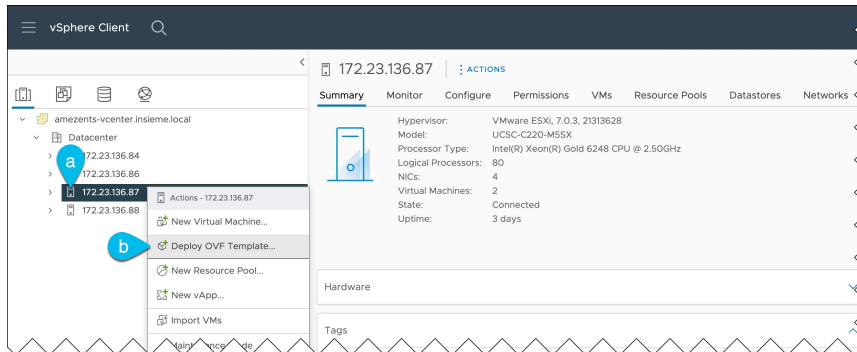 vSphere Client
172.23.136.87
ACTIONS
Summary Monitor Configure Permissions VMs Resource Pools Datastores Networks
amezents-vcenter.insieme.local
Datacenter
172.23.136.84
172.23.136.86
172.23.136.87
172.23.136.88
a
b
Actions - 172.23.136.87
New Virtual Machine...
Deploy OVF Template...
New Resource Pool...
New vApp...
Import VMs
Hypervisor: VMware ESXi, 7.0.3, 21313628
Model: UCSC-C220-M5SX
Processor Type: Intel(R) Xeon(R) Gold 6248 CPU @ 2.50GHz
Logical Processors: 80
NICs: 4
Virtual Machines: 2
State: Connected
Uptime: 3 days
Hardware
Tags